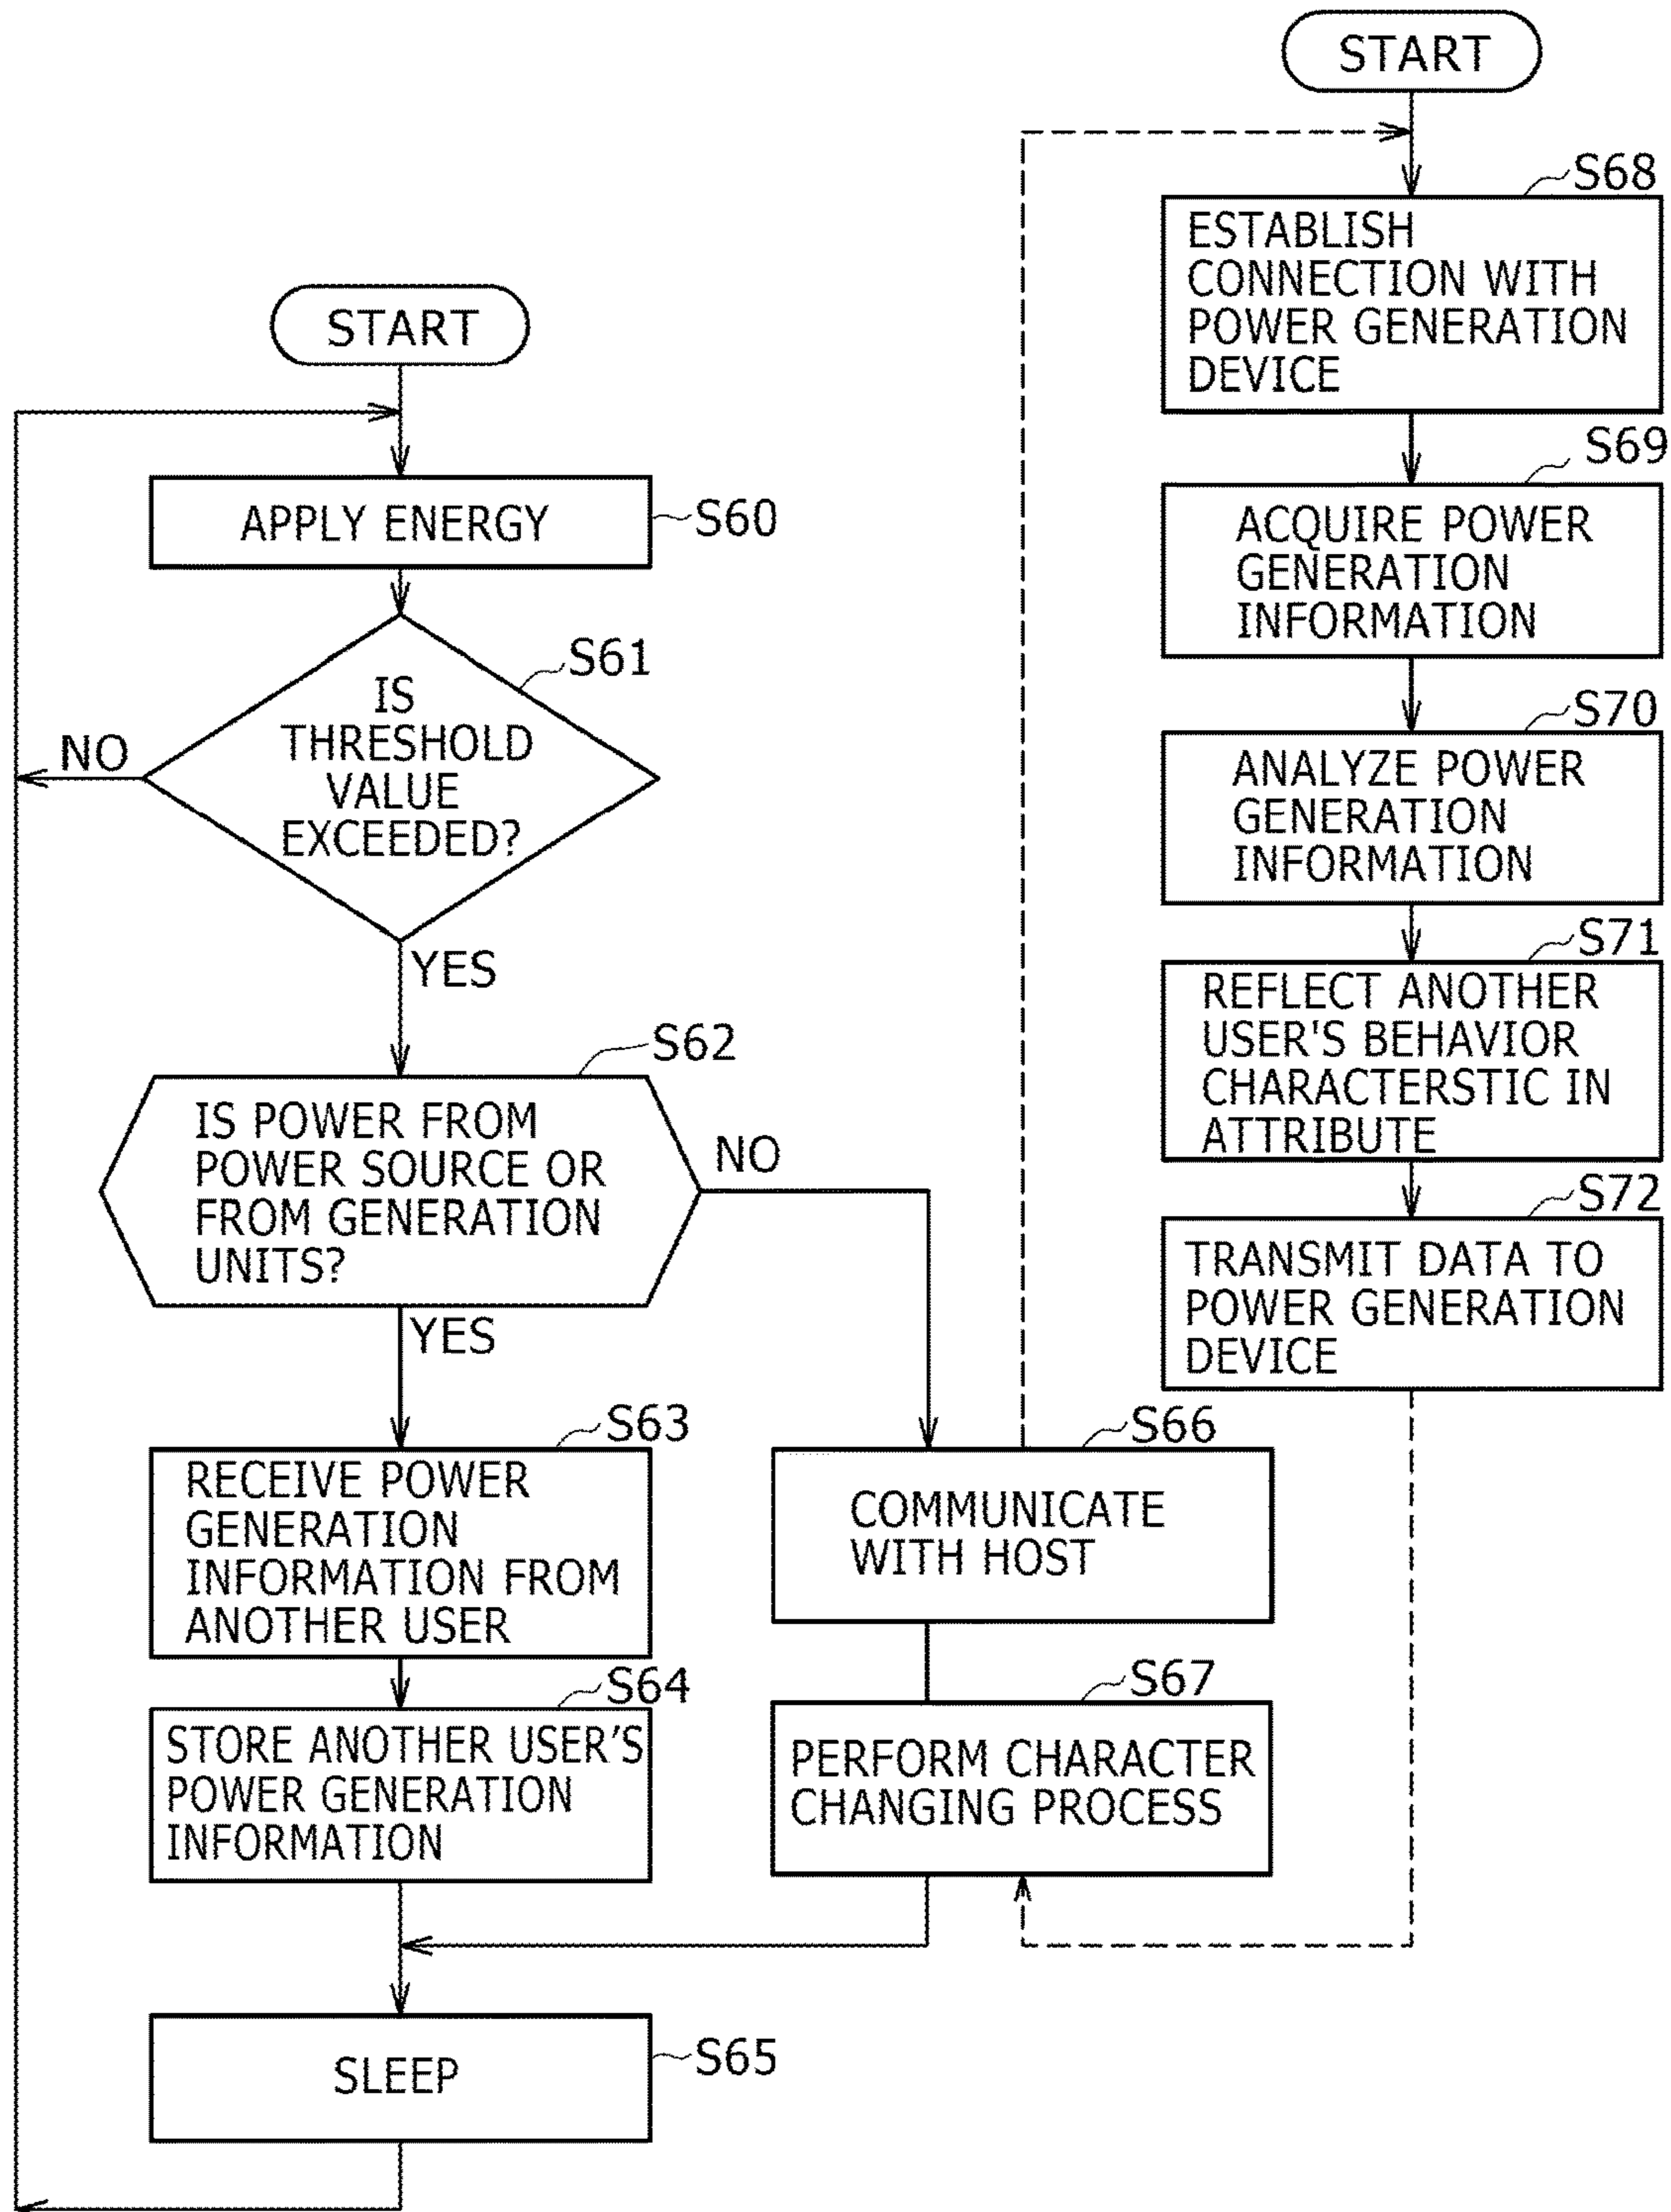 START
APPLY ENERGY
S60
S61
IS
THRESHOLD
VALUE
EXCEEDED?
NO
YES
S62
IS POWER FROM
POWER SOURCE OR
FROM GENERATION
UNITS?
NO
YES
S63
RECEIVE POWER
GENERATION
INFORMATION FROM
ANOTHER USER
S64
STORE ANOTHER USER'S
POWER GENERATION
INFORMATION
S66
COMMUNICATE
WITH HOST
S67
PERFORM CHARACTER
CHANGING PROCESS
SLEEP
S65
START
S68
ESTABLISH
CONNECTION WITH
POWER GENERATION
DEVICE
S69
ACQUIRE POWER
GENERATION
INFORMATION
S70
ANALYZE POWER
GENERATION
INFORMATION
S71
REFLECT ANOTHER
USER'S BEHAVIOR
CHARACTERSTIC IN
ATTRIBUTE
S72
TRANSMIT DATA TO
POWER GENERATION
DEVICE